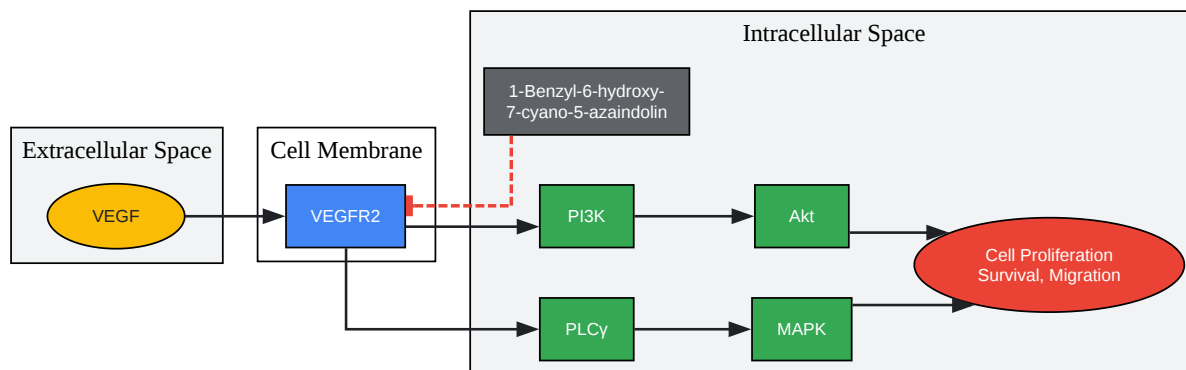 Intracellular Space
1-Benzyl-6-hydroxy-
7-cyano-5-azaindolin
Extracellular Space
Cell Membrane
VEGF
VEGFR2
PI3K
Akt
Cell Proliferation
Survival, Migration
PLCγ
MAPK